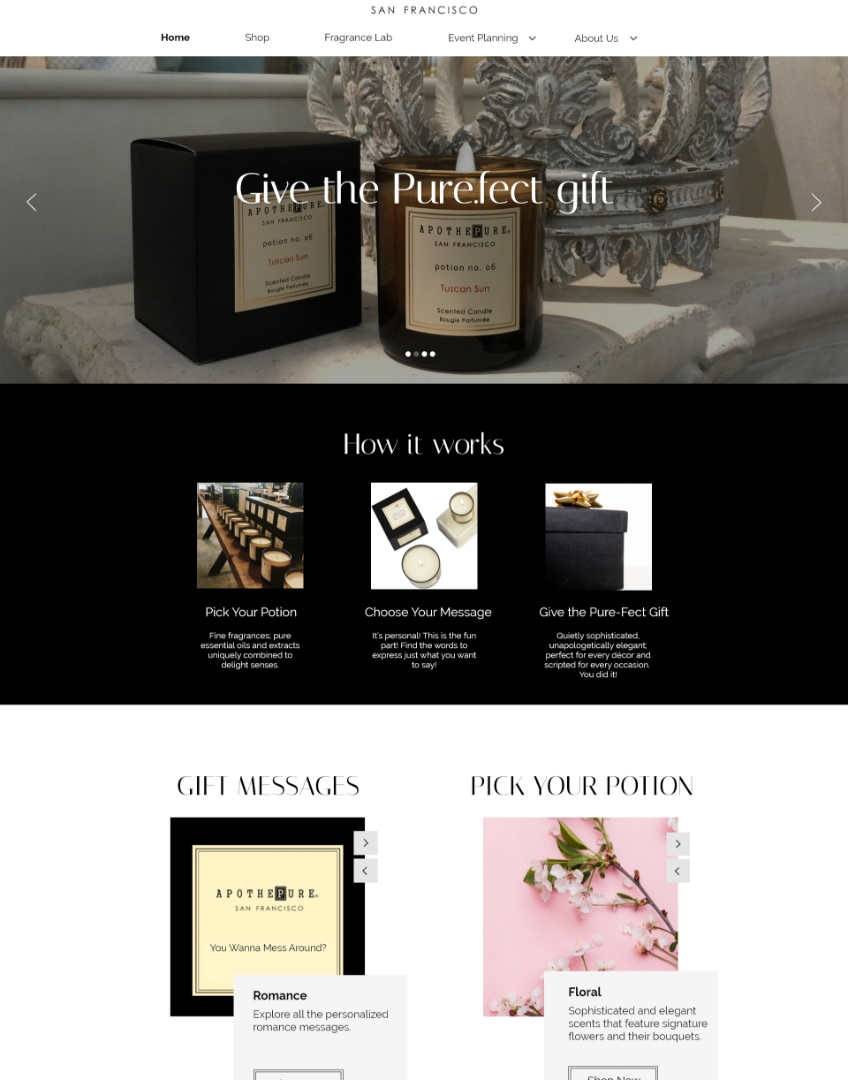 SAN FRANCISCO
Home
Shop
Fragrance Lab
Event Planning
About Us
Give the Pure.fect gift
APOTHEPURE
SAN FRANCISCO
potion no. 06
Tuscan Sun
Scented Candle
Bougie Parfumée
APOTHEPURE
SAN FRANCISCO
potion no. 06
Tuscan Sun
Scented Candle
Bougie Parfumée
How it works
Pick Your Potion
Fine fragrances; pure
essential oils and extracts
uniquely combined to
delight senses.
Choose Your Message
It's personal! This is the fun
part! Find the words to
express just what you want
to say!
Give the Pure-Fect Gift
Quietly sophisticated,
unapologetically elegant;
perfect for every décor and
scripted for every occasion.
You did it!
GIFT MESSAGES
APOTHEPURE
SAN FRANCISCO
You Wanna Mess Around?
Romance
Explore all the personalized
romance messages.
PICK YOUR POTION
Floral
Sophisticated and elegant
scents that feature signature
flowers and their bouquets.
Shop Now